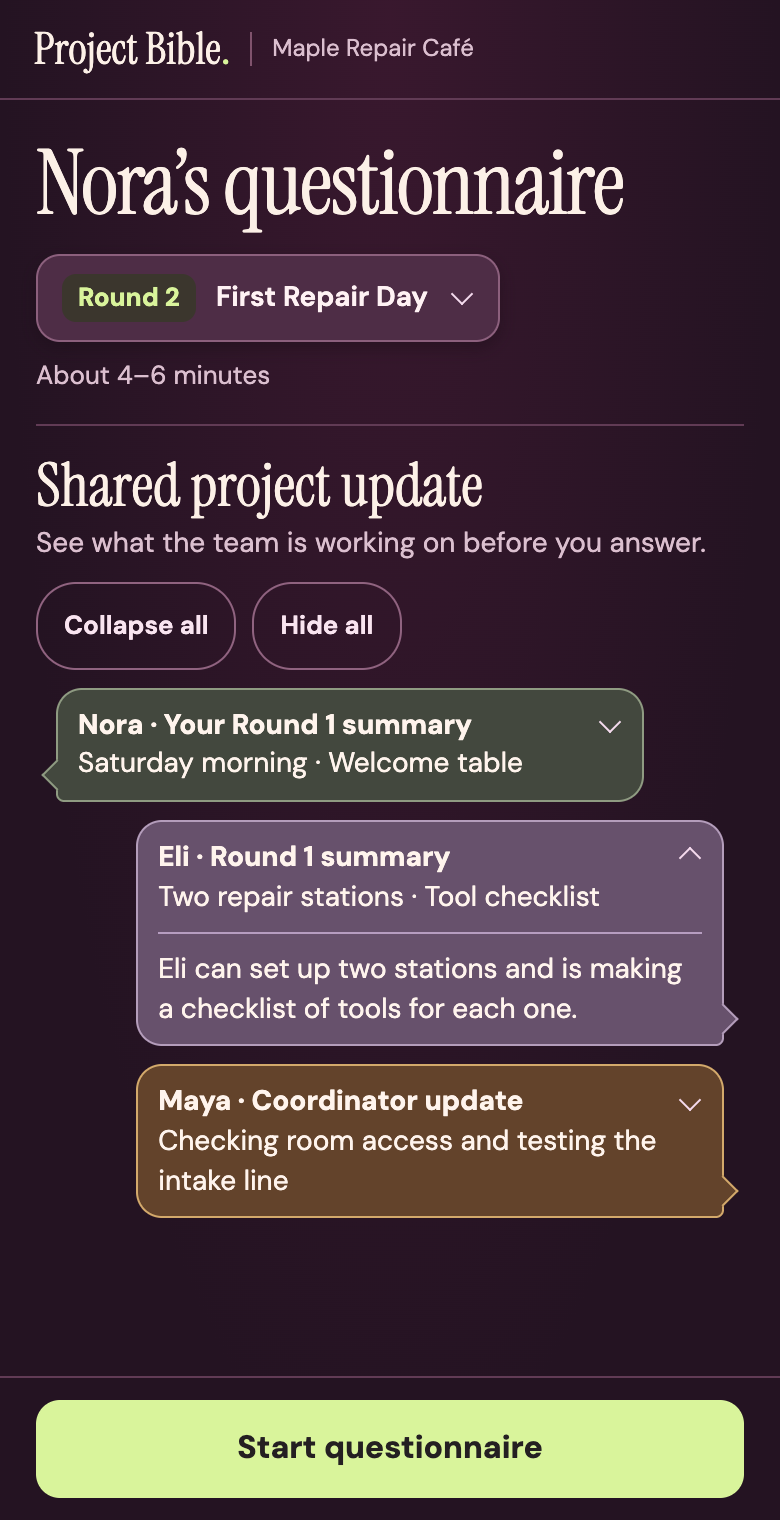 Project Bible. Maple Repair Café
Nora’s questionnaire
Round 2 First Repair Day
About 4–6 minutes
Shared project update
See what the team is working on before you answer.
Collapse all Hide all
Nora · Your Round 1 summary
Saturday morning · Welcome table
Eli · Round 1 summary
Two repair stations · Tool checklist
Eli can set up two stations and is making
a checklist of tools for each one.
Maya · Coordinator update
Checking room access and testing the
intake line
Start questionnaire